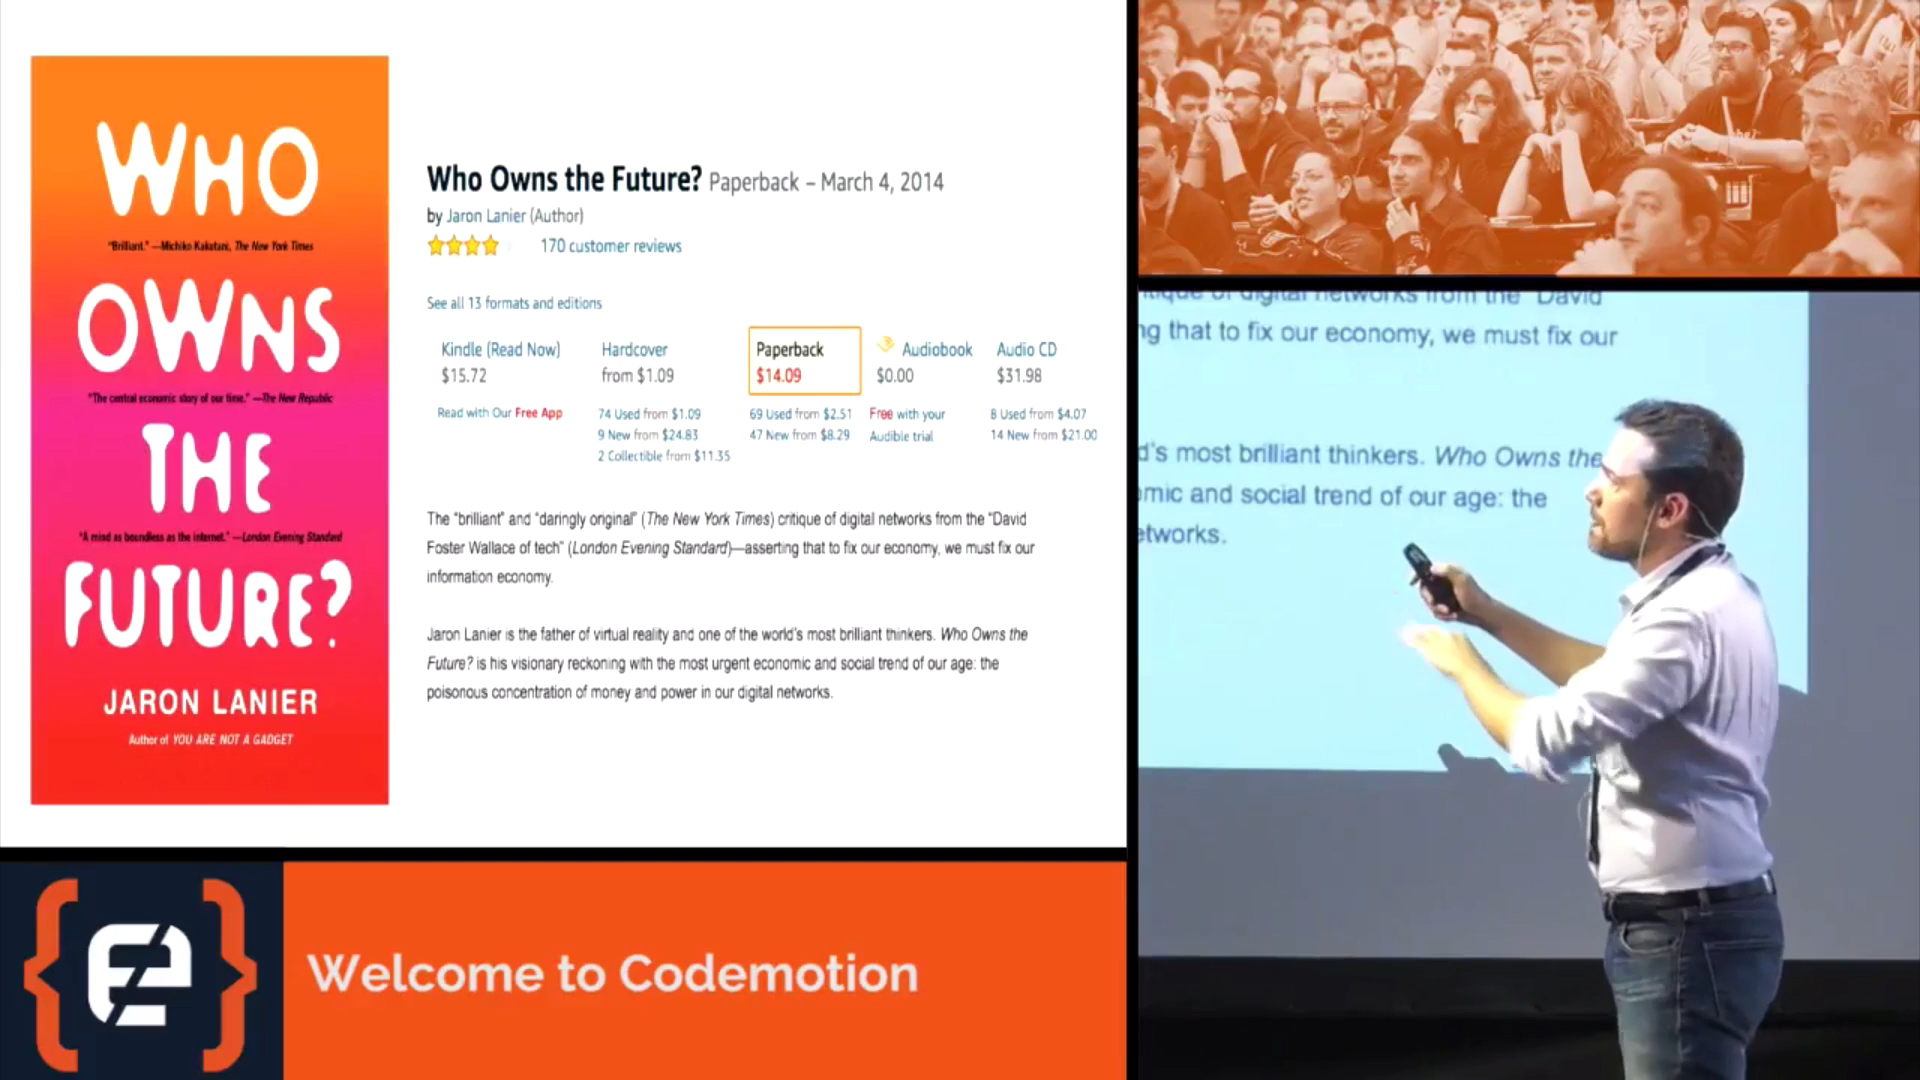 WHO
"Brilliant." —Michiko Kakutani, The New York Times
OWNS
"The central economic story of our time." —The New Republic
THE
"A mind as boundless as the internet." —London Evening Standard
FUTURE?
JARON LANIER
Author of YOU ARE NOT A GADGET
Who Owns the Future? Paperback – March 4, 2014
by Jaron Lanier (Author)
170 customer reviews
See all 13 formats and editions
Kindle (Read Now)
$15.72
Read with Our Free App
Hardcover
from $1.09
74 Used from $1.09
9 New from $24.83
2 Collectible from $11.35
Paperback
$14.09
69 Used from $2.51
47 New from $8.29
Audiobook
$0.00
Free with your
Audible trial
Audio CD
$31.98
8 Used from $4.07
14 New from $21.00
The "brilliant" and "daringly original" (The New York Times) critique of digital networks from the "David
Foster Wallace of tech" (London Evening Standard)—asserting that to fix our economy, we must fix our
information economy.
Jaron Lanier is the father of virtual reality and one of the world's most brilliant thinkers. Who Owns the
Future? is his visionary reckoning with the most urgent economic and social trend of our age: the
poisonous concentration of money and power in our digital networks.
Welcome to Codemotion
tique of digital networks from the "David
ng that to fix our economy, we must fix our
d's most brilliant thinkers. Who Owns the
omic and social trend of our age: the
etworks.